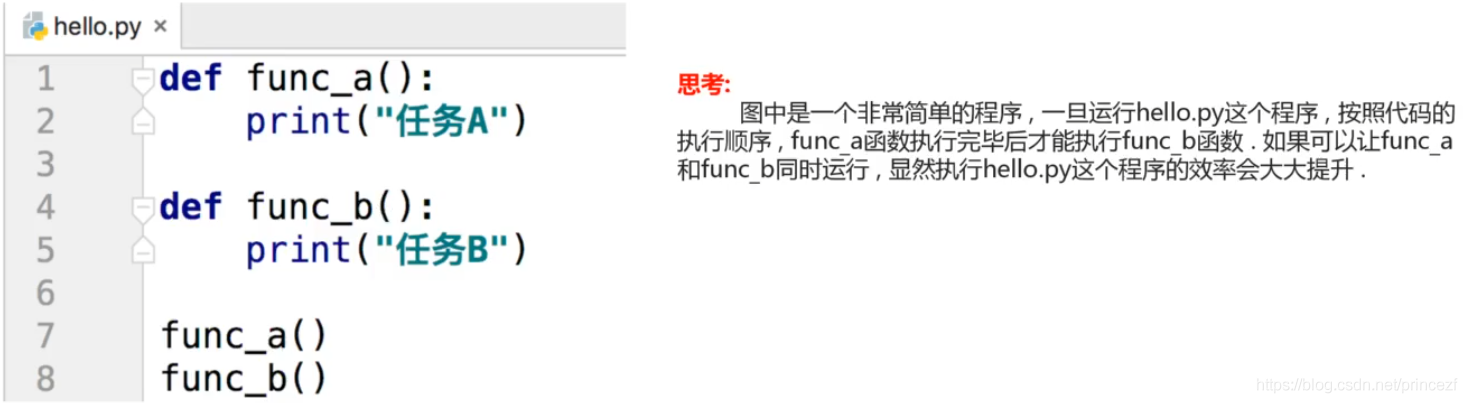 hello.py ×
1 def func_a():
2     print("任务A")
3
4 def func_b():
5     print("任务B")
6
7 func_a()
8 func_b()
思考:
图中是一个非常简单的程序 , 一旦运行hello.py这个程序 , 按照代码的
执行顺序 , func_a函数执行完毕后才能执行func_b函数 . 如果可以让func_a
和func_b同时运行 , 显然执行hello.py这个程序的效率会大大提升 .
https://blog.csdn.net/princezf